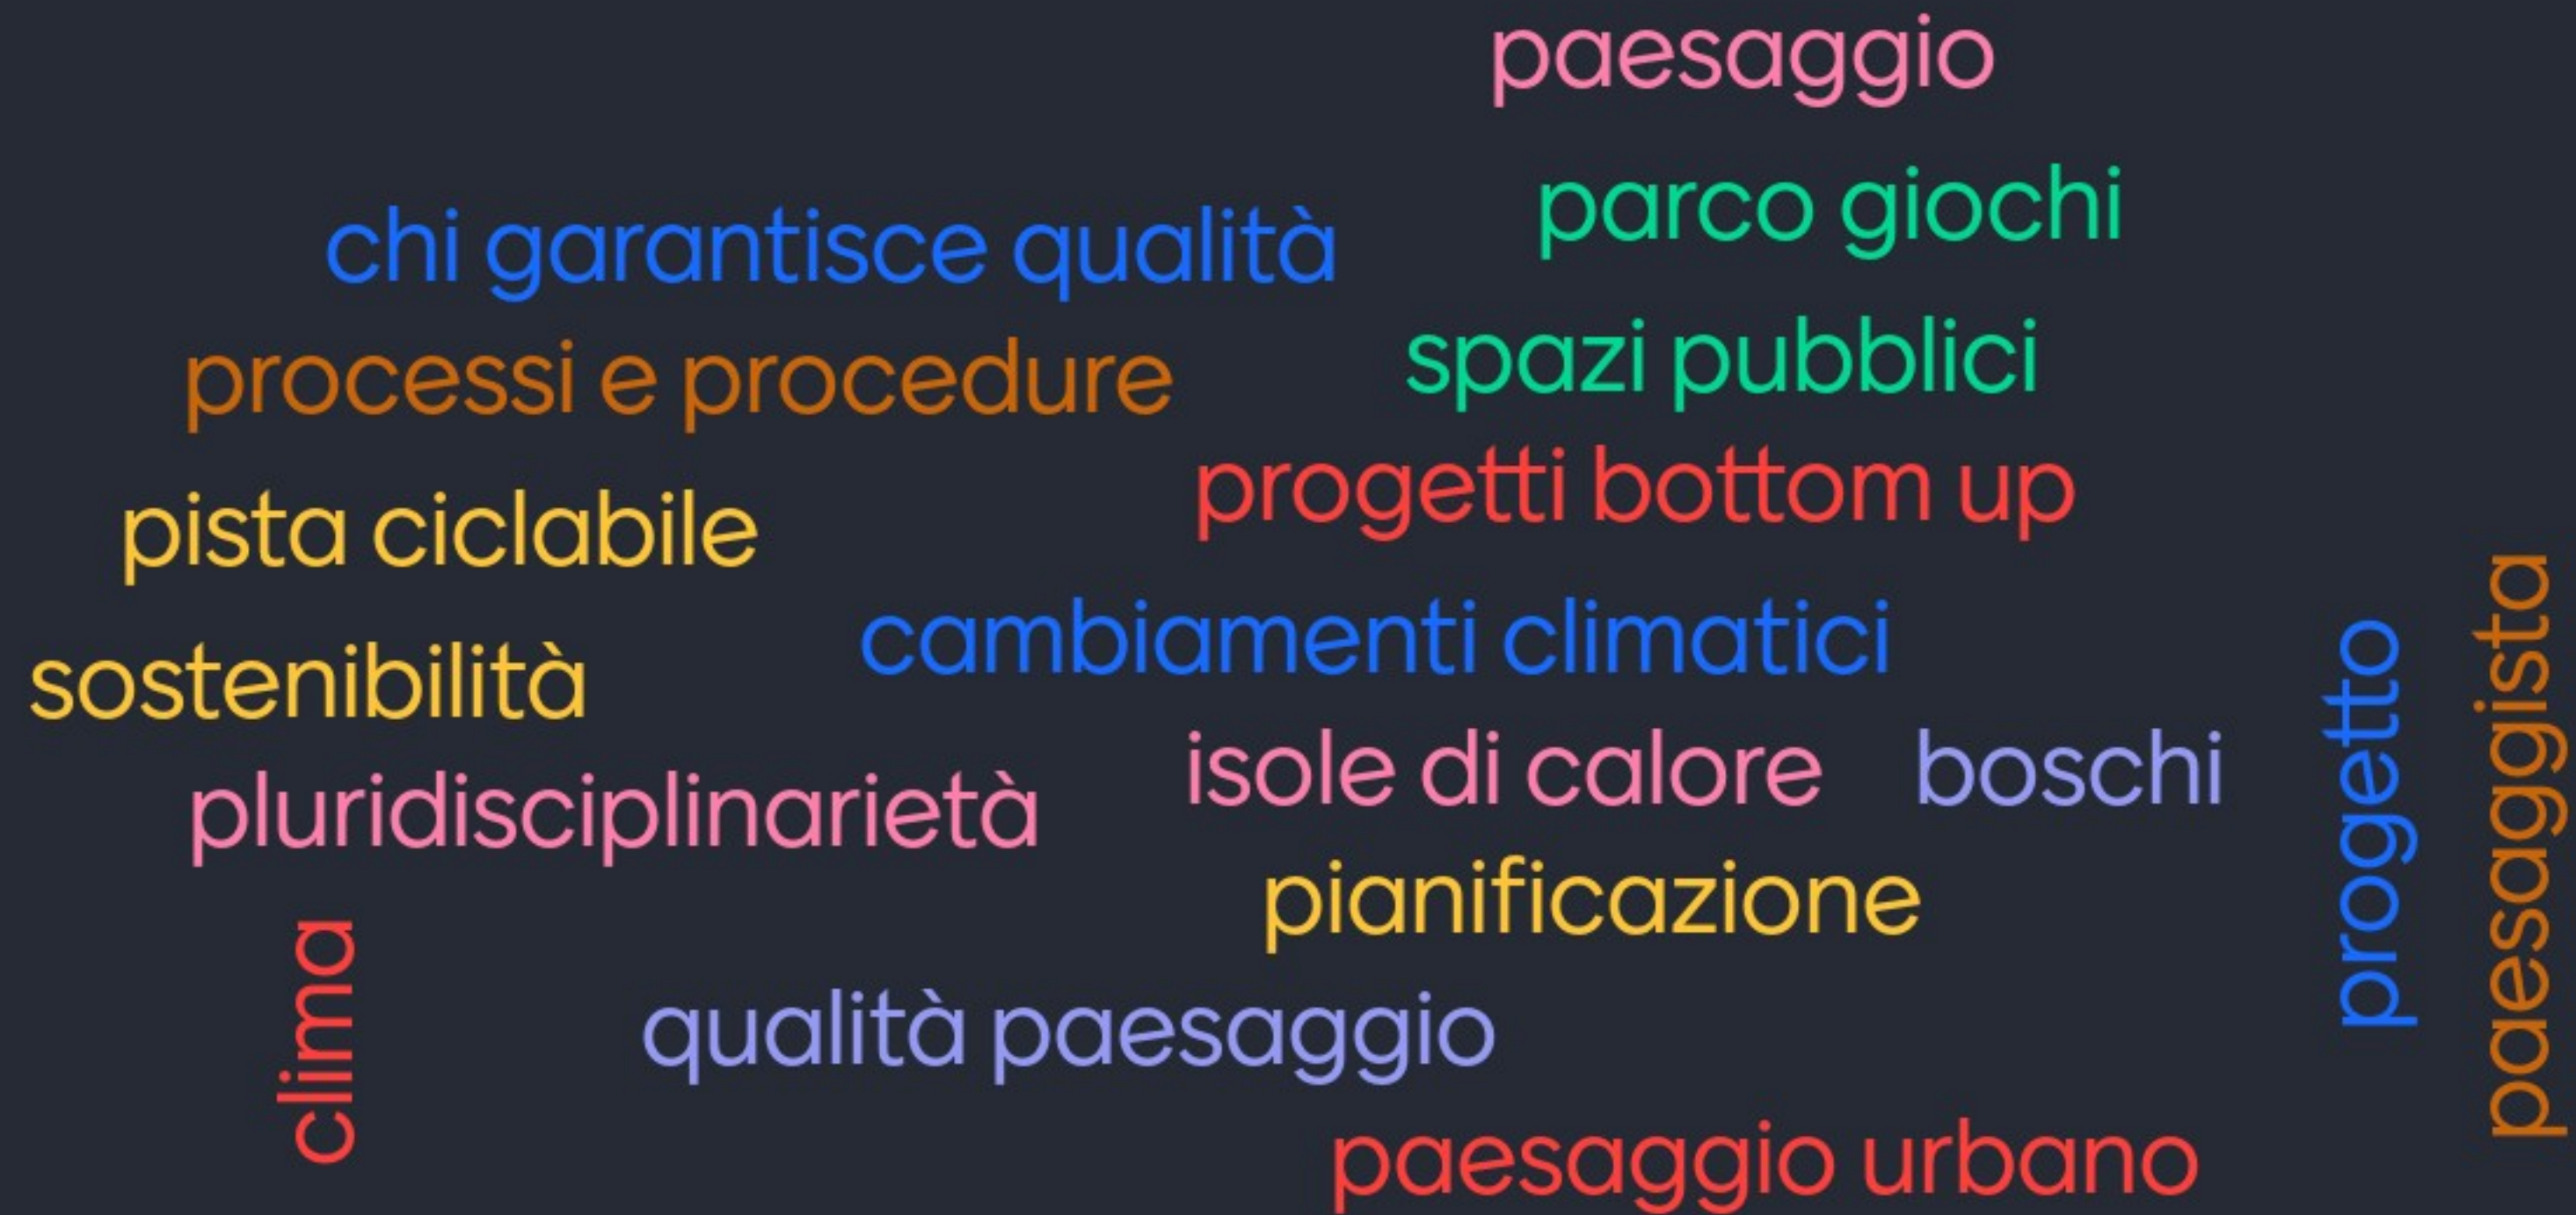 paesaggio
parco giochi
chi garantisce qualità
spazi pubblici
processi e procedure
progetti bottom up
pista ciclabile
cambiamenti climatici
sostenibilità
isole di calore
boschi
progetto
paesaggista
pluridisciplinarietà
pianificazione
clima
qualità paesaggio
paesaggio urbano